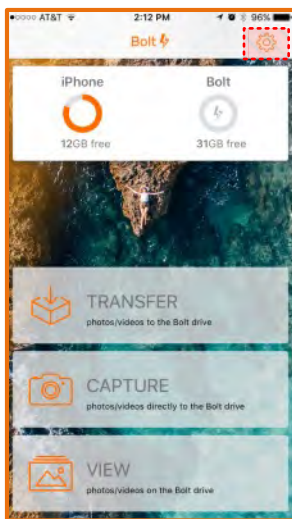 AT&T 2:12 PM 96%
Bolt
iPhone Bolt
12GB free 31GB free
TRANSFER
photos/videos to the Bolt drive
CAPTURE
photos/videos directly to the Bolt drive
VIEW
photos/videos on the Bolt drive